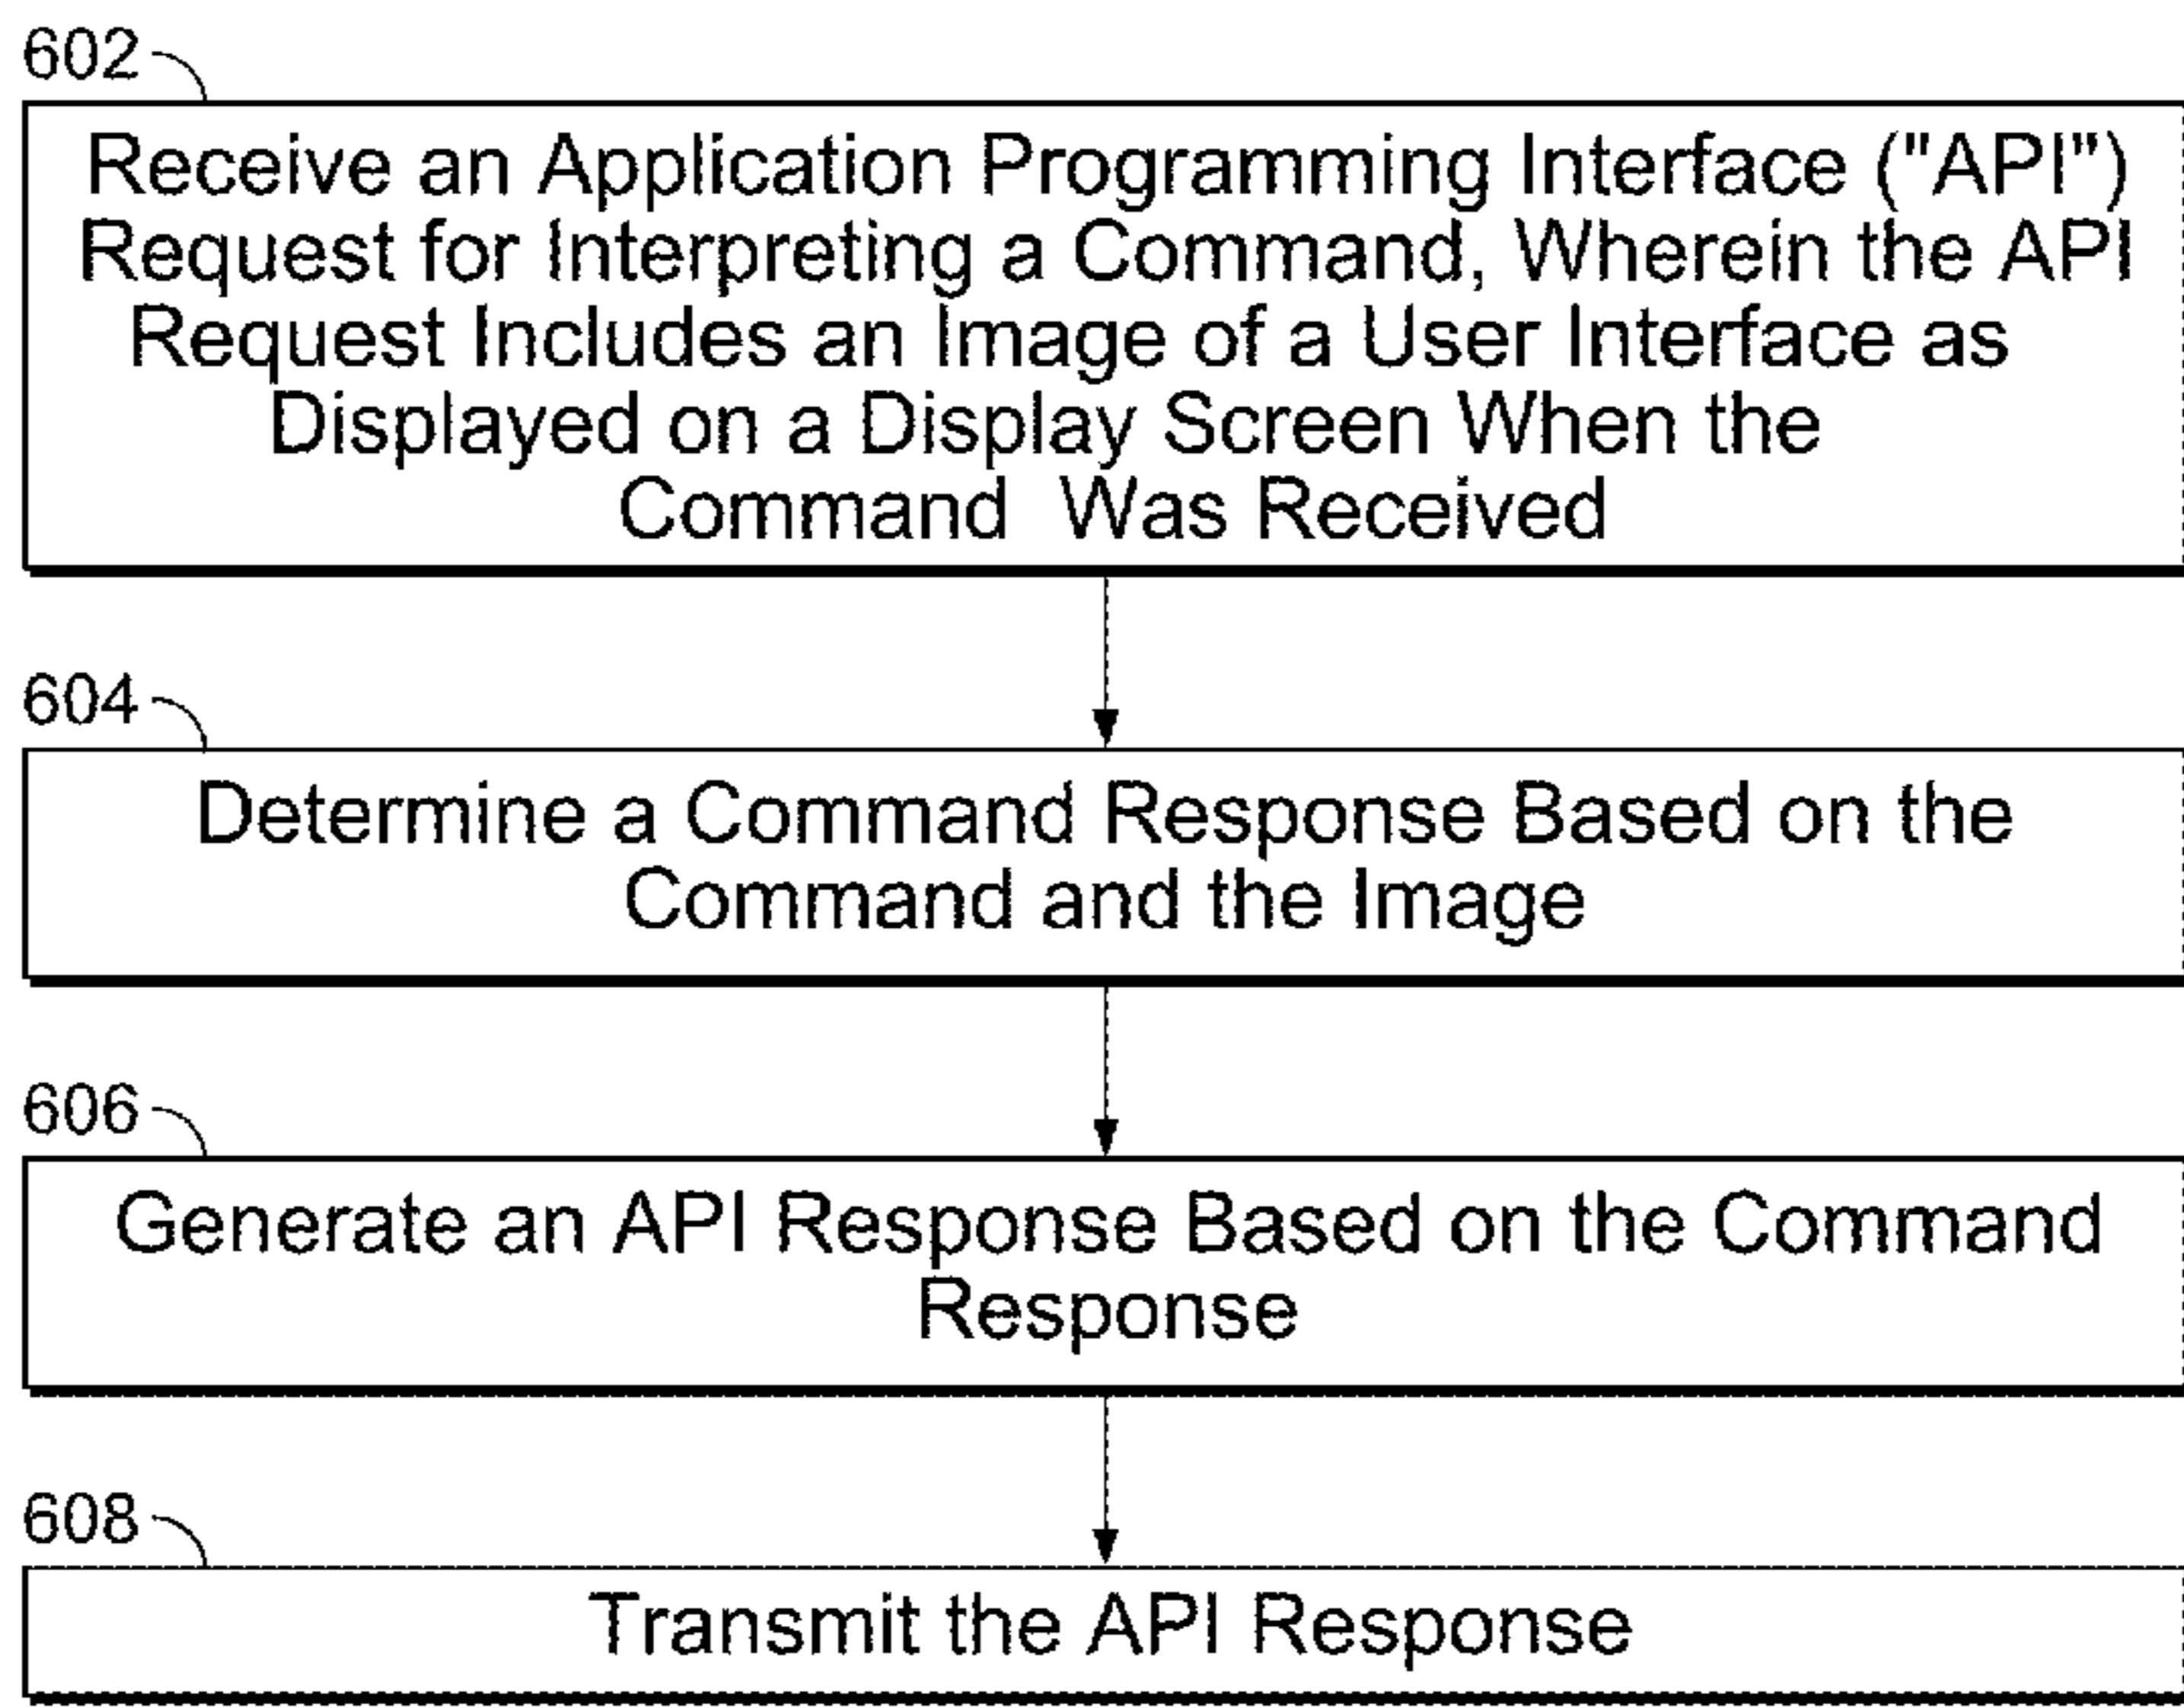 602
Receive an Application Programming Interface ("API")
Request for Interpreting a Command, Wherein the API
Request Includes an Image of a User Interface as
Displayed on a Display Screen When the
Command Was Received
604
Determine a Command Response Based on the
Command and the Image
606
Generate an API Response Based on the Command
Response
608
Transmit the API Response